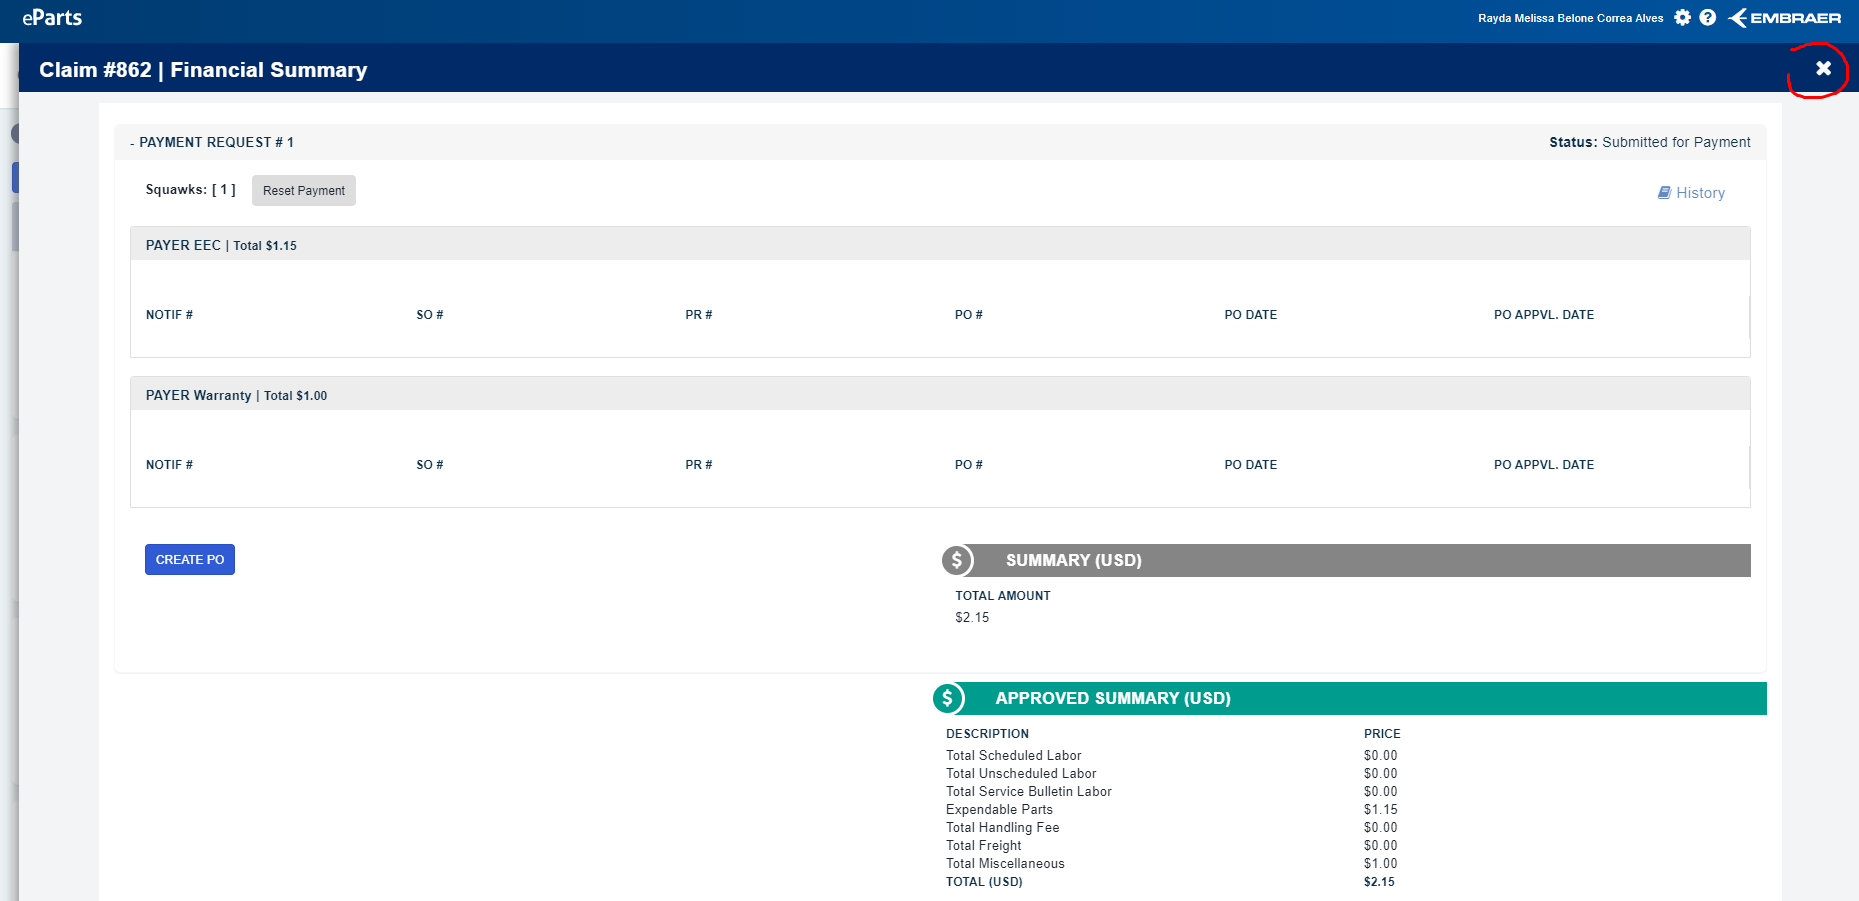 eParts
Rayda Melissa Belone Correa Alves
EMBRAER
Claim #862 | Financial Summary
- PAYMENT REQUEST # 1
Status: Submitted for Payment
Squawks: [ 1 ]
Reset Payment
History
PAYER EEC | Total $1.15
NOTIF # SO # PR # PO # PO DATE PO APPVL. DATE
PAYER Warranty | Total $1.00
NOTIF # SO # PR # PO # PO DATE PO APPVL. DATE
CREATE PO
$ SUMMARY (USD)
TOTAL AMOUNT
$2.15
$ APPROVED SUMMARY (USD)
DESCRIPTION PRICE
Total Scheduled Labor $0.00
Total Unscheduled Labor $0.00
Total Service Bulletin Labor $0.00
Expendable Parts $1.15
Total Handling Fee $0.00
Total Freight $0.00
Total Miscellaneous $1.00
TOTAL (USD) $2.15